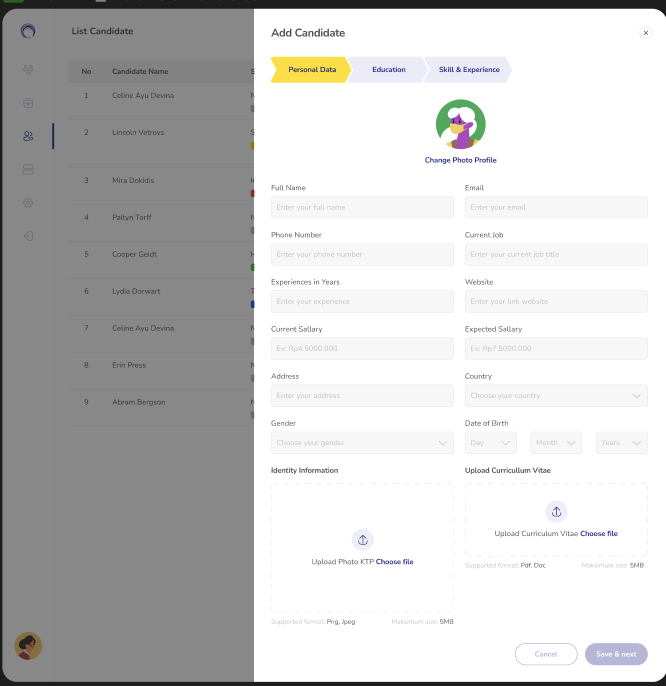 List Candidate
No Candidate Name
1 Celine Ayu Devina
2 Lincoln Vetrovs
3 Mira Dokidis
4 Paityn Torff
5 Cooper Geidt
6 Lydia Dorwart
7 Celine Ayu Devina
8 Erin Press
9 Abram Bergson
Add Candidate
Personal Data Education Skill & Experience
Change Photo Profile
Full Name Email
Enter your full name Enter your email
Phone Number Current Job
Enter your phone number Enter your current job title
Experiences in Years Website
Enter your experience Enter your link website
Current Sallary Expected Sallary
Ex: Rp4.5000.000 Ex: Rp7.5000.000
Address Country
Enter your address Choose your country
Gender Date of Birth
Choose your gender Day Month Years
Identity Information Upload Curricullum Vitae
Upload Photo KTP Choose file Upload Curriculum Vitae Choose file
Supported format: Pdf, Doc Maksimum size: 5MB
Supported format: Png, Jpeg Maksimum size: 5MB
Cancel Save & next